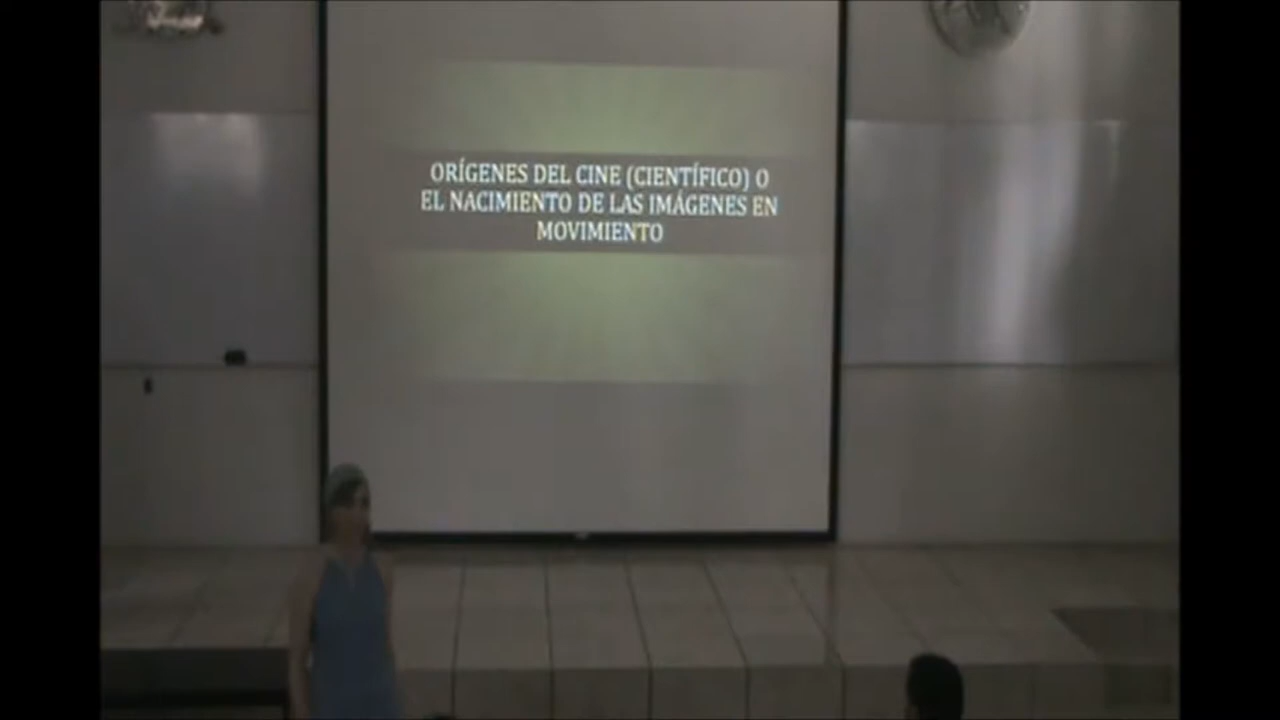 ORÍGENES DEL CINE (CIENTÍFICO) O
EL NACIMIENTO DE LAS IMÁGENES EN
MOVIMIENTO